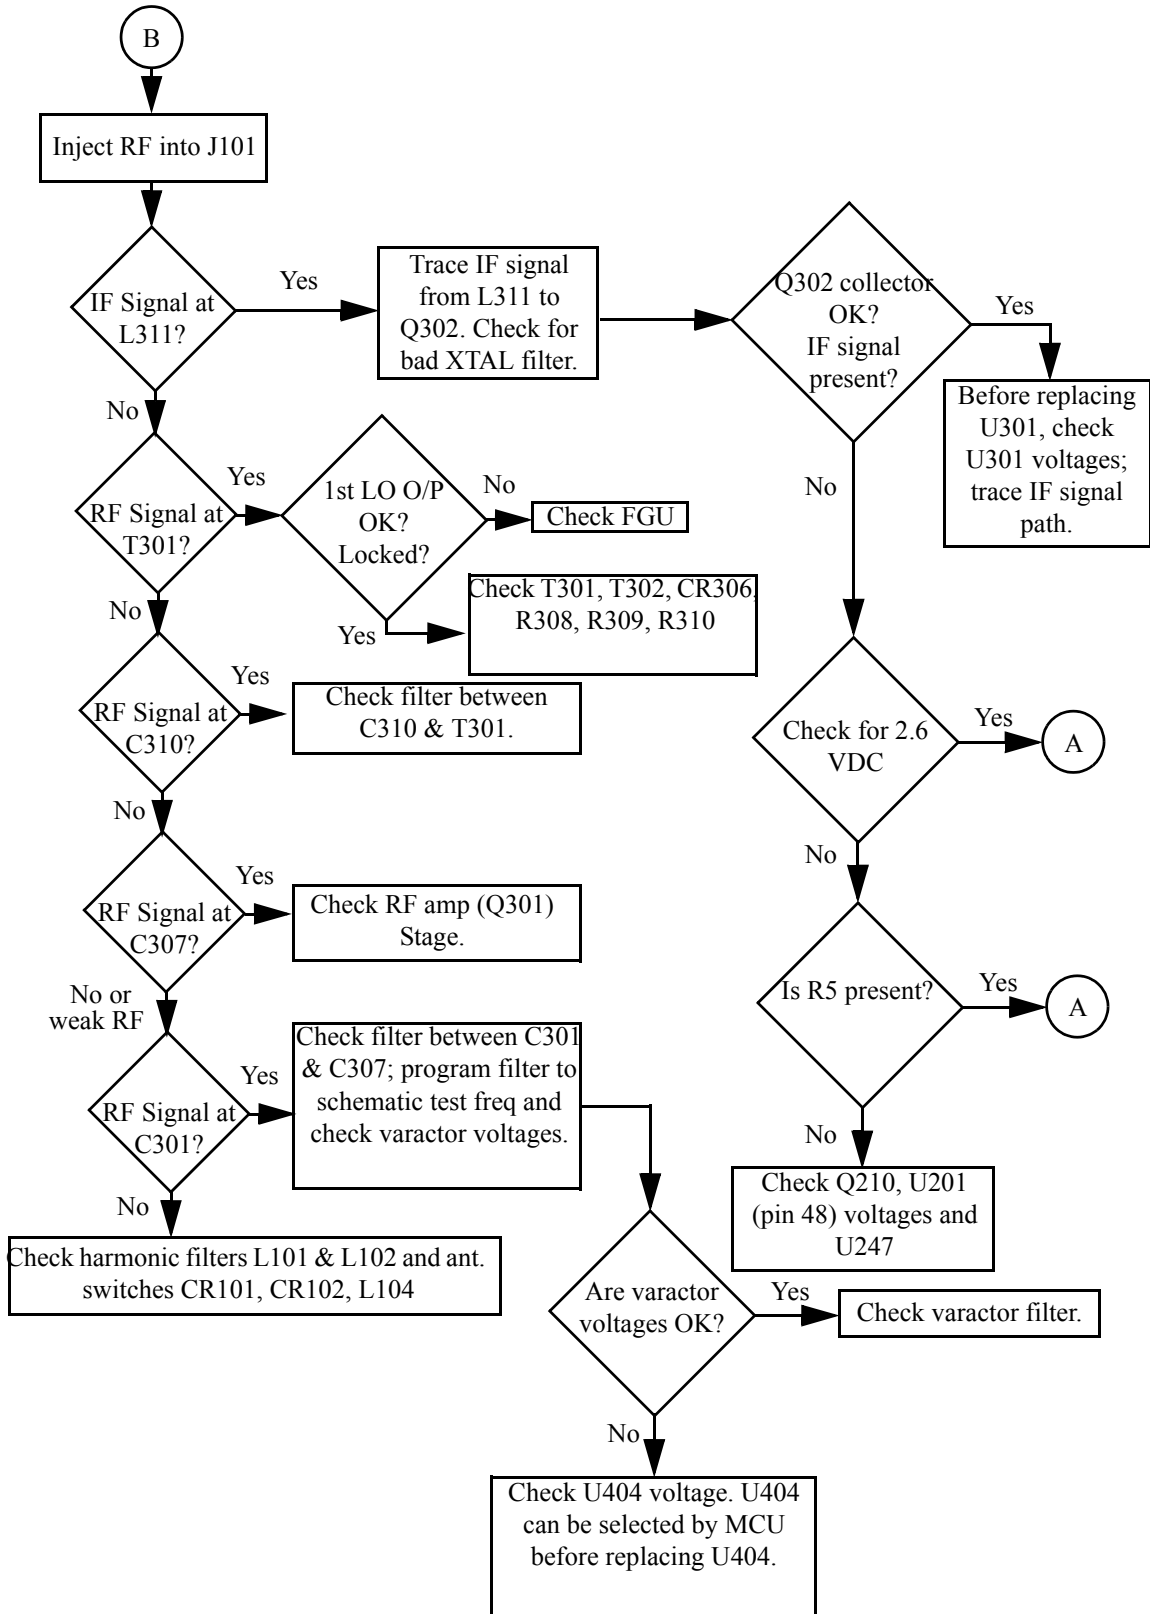 B
Inject RF into J101
IF Signal at
L311?
Yes
Trace IF signal
from L311 to
Q302. Check for
bad XTAL filter.
Q302 collector
OK?
IF signal
present?
Yes
Before replacing
U301, check
U301 voltages;
trace IF signal
path.
No
RF Signal at
T301?
Yes
1st LO O/P
OK?
Locked?
No
Check FGU
Yes
Check T301, T302, CR306,
R308, R309, R310
No
No
RF Signal at
C310?
Yes
Check filter between
C310 & T301.
Check for 2.6
VDC
Yes
A
No
RF Signal at
C307?
Yes
Check RF amp (Q301)
Stage.
No
Is R5 present?
Yes
A
No or
weak RF
RF Signal at
C301?
Yes
Check filter between C301
& C307; program filter to
schematic test freq and
check varactor voltages.
No
Check Q210, U201
(pin 48) voltages and
U247
No
Check harmonic filters L101 & L102 and ant.
switches CR101, CR102, L104
Are varactor
voltages OK?
Yes
Check varactor filter.
No
Check U404 voltage. U404
can be selected by MCU
before replacing U404.